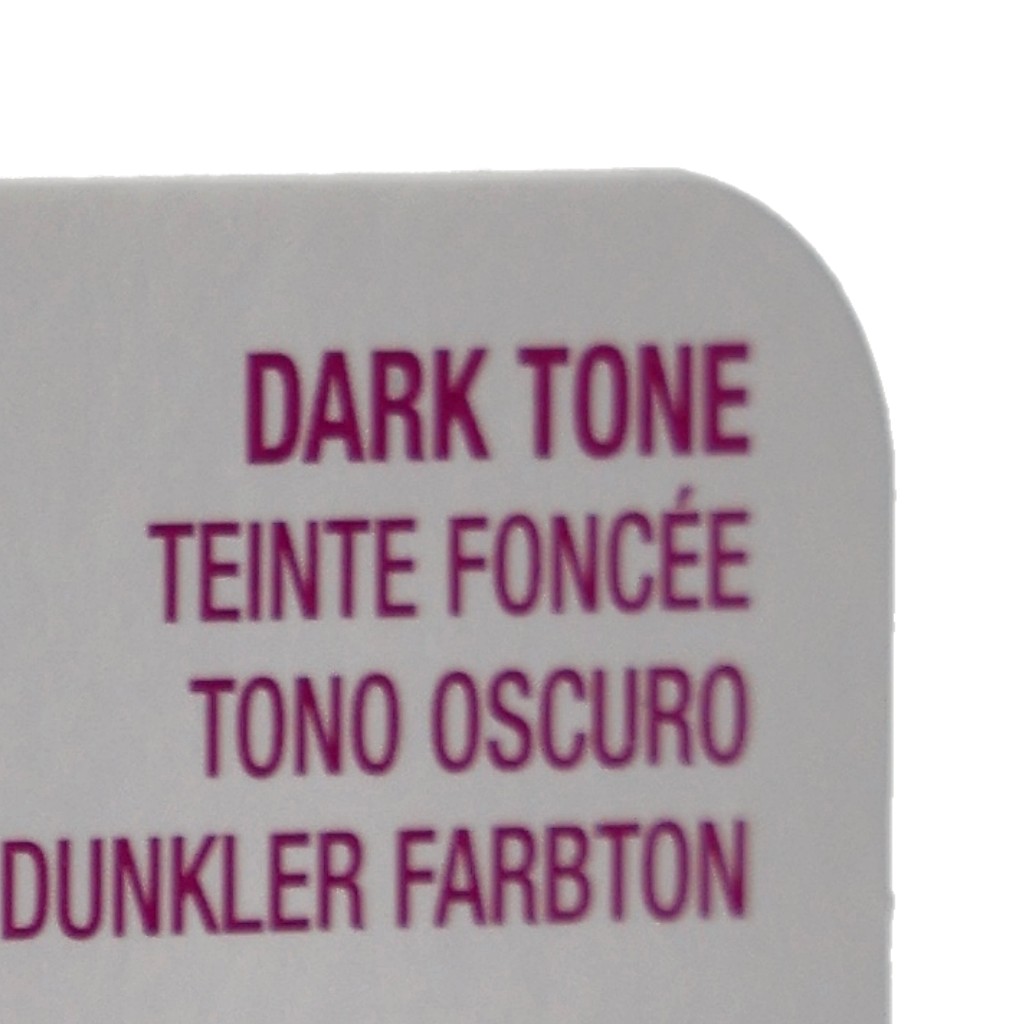 DARK TONE
TEINTE FONCÉE
TONO OSCURO
DUNKLER FARBTON